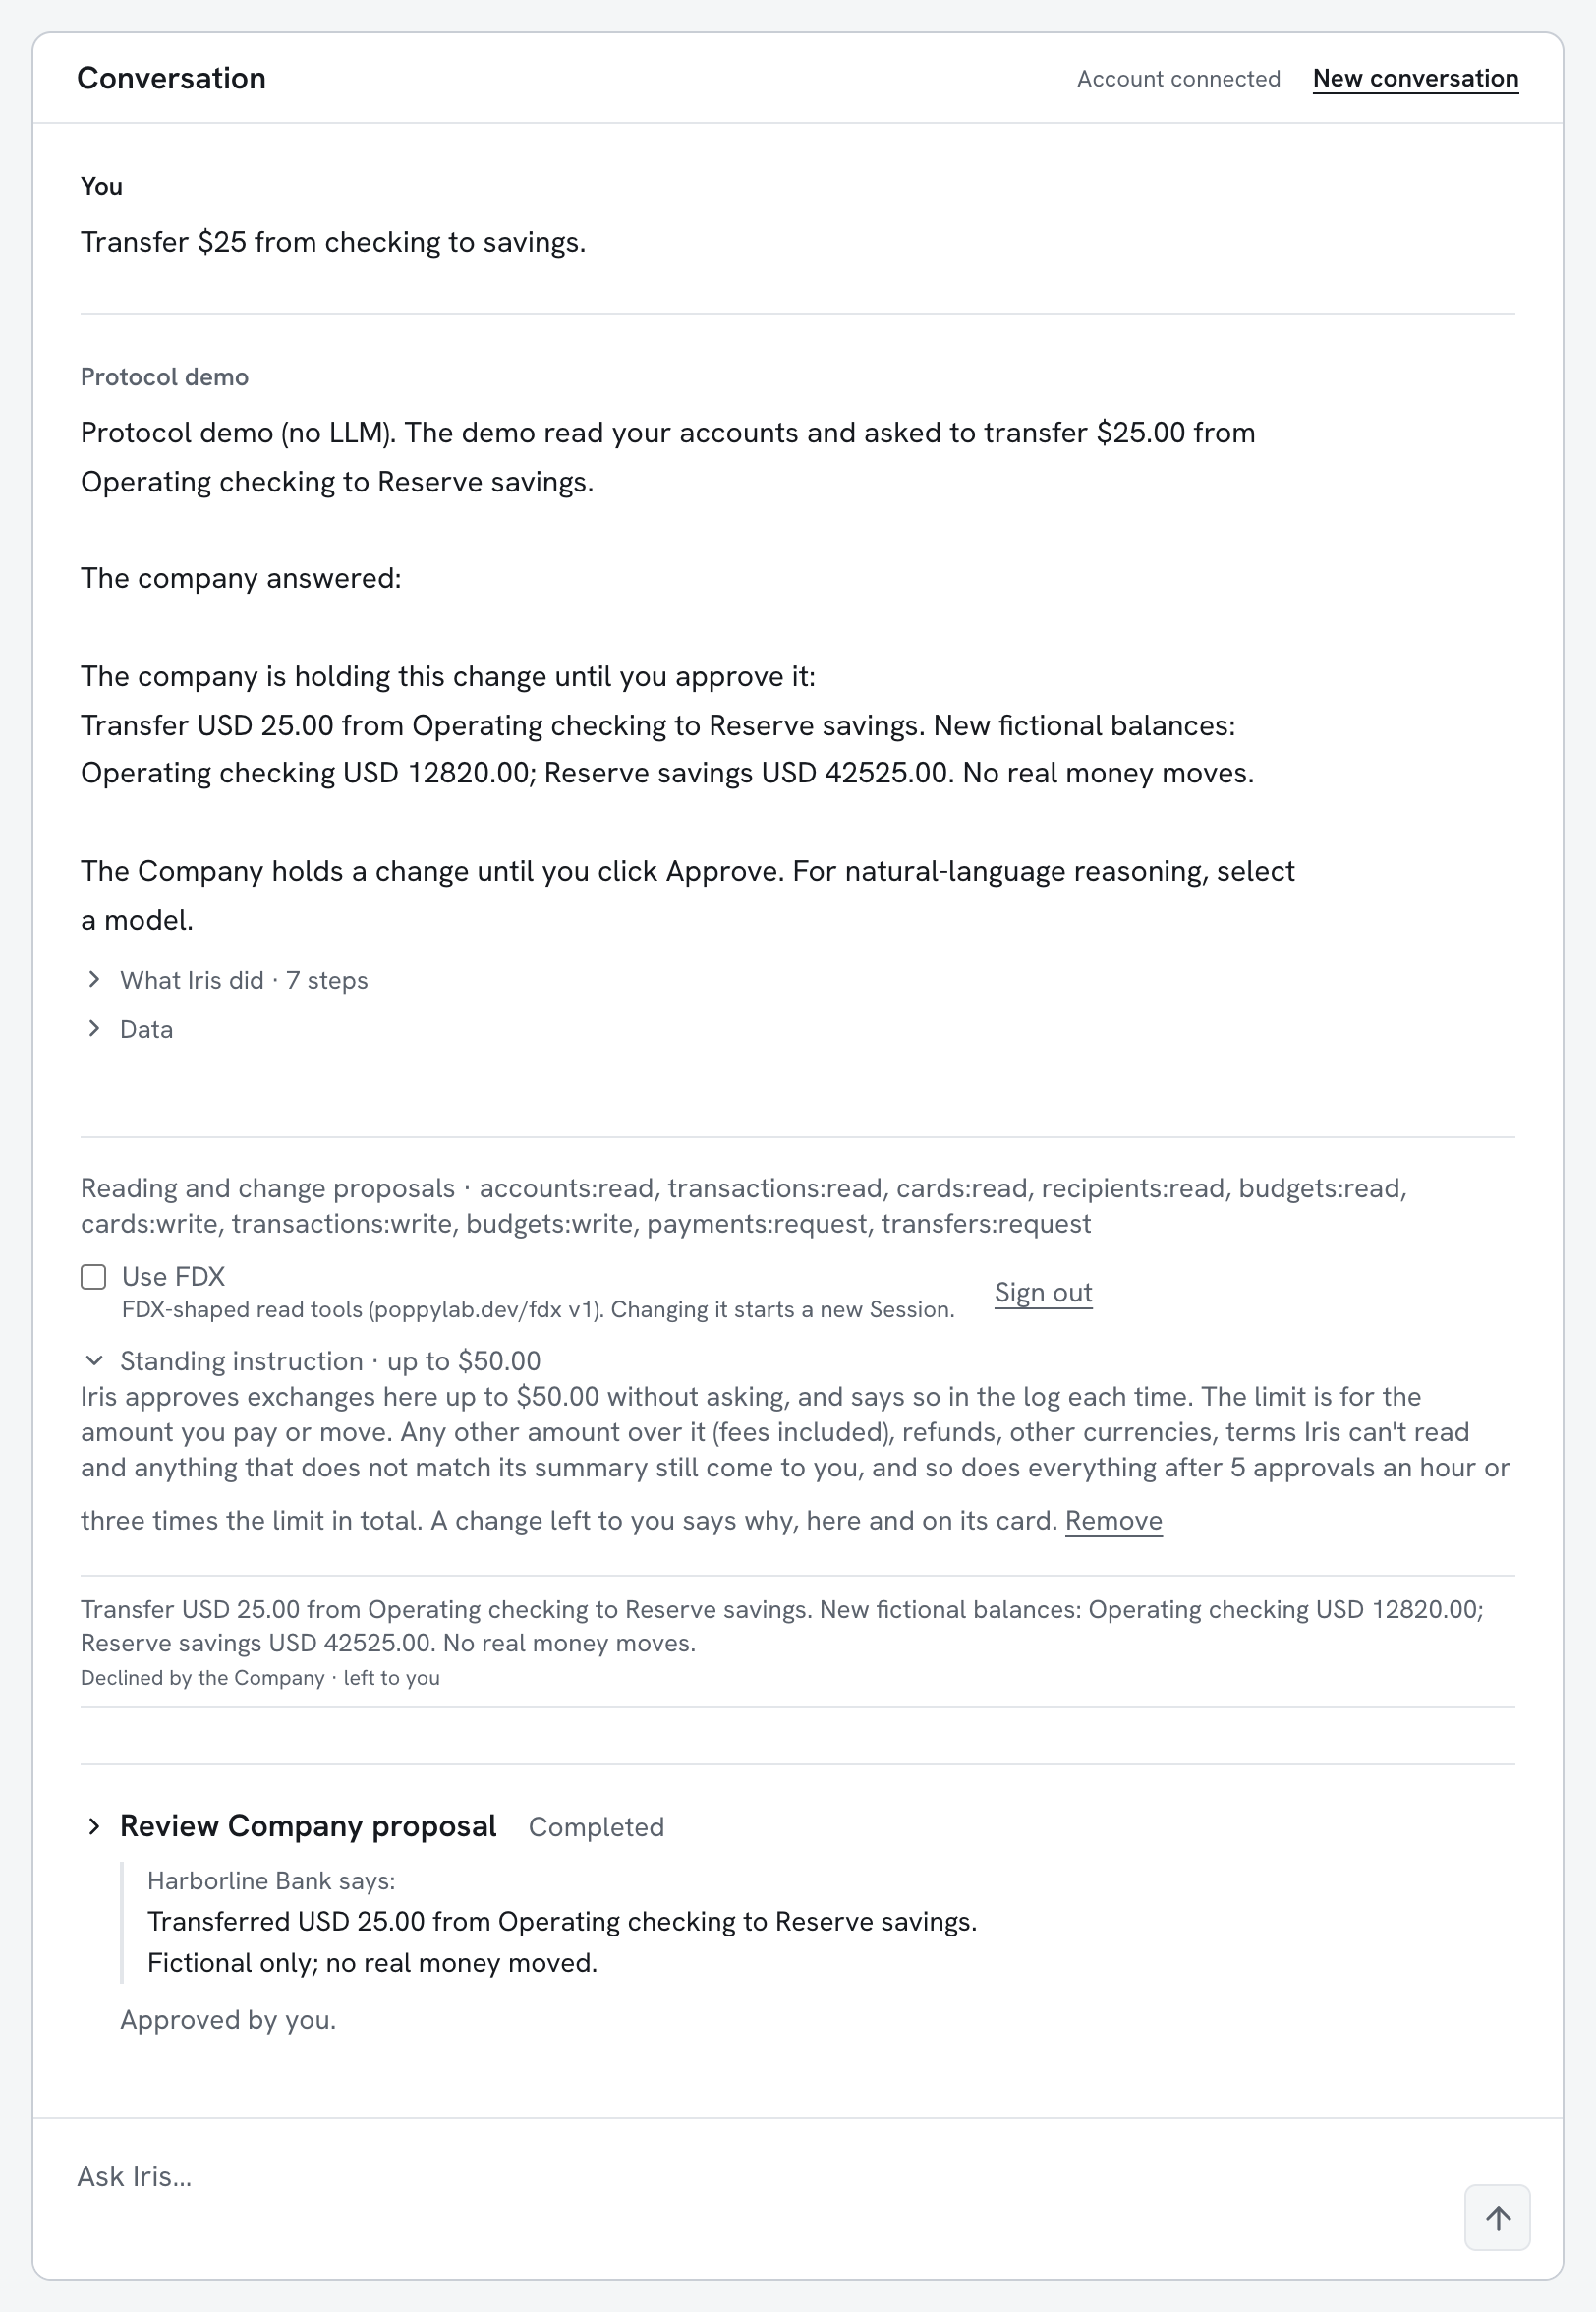 Conversation
Account connected
New conversation
You
Transfer $25 from checking to savings.
Protocol demo
Protocol demo (no LLM). The demo read your accounts and asked to transfer $25.00 from
Operating checking to Reserve savings.
The company answered:
The company is holding this change until you approve it:
Transfer USD 25.00 from Operating checking to Reserve savings. New fictional balances:
Operating checking USD 12820.00; Reserve savings USD 42525.00. No real money moves.
The Company holds a change until you click Approve. For natural-language reasoning, select
a model.
What Iris did · 7 steps
Data
Reading and change proposals · accounts:read, transactions:read, cards:read, recipients:read, budgets:read,
cards:write, transactions:write, budgets:write, payments:request, transfers:request
Use FDX
FDX-shaped read tools (poppylab.dev/fdx v1). Changing it starts a new Session.
Sign out
Standing instruction · up to $50.00
Iris approves exchanges here up to $50.00 without asking, and says so in the log each time. The limit is for the
amount you pay or move. Any other amount over it (fees included), refunds, other currencies, terms Iris can't read
and anything that does not match its summary still come to you, and so does everything after 5 approvals an hour or
three times the limit in total. A change left to you says why, here and on its card. Remove
Transfer USD 25.00 from Operating checking to Reserve savings. New fictional balances: Operating checking USD 12820.00;
Reserve savings USD 42525.00. No real money moves.
Declined by the Company · left to you
Review Company proposal
Completed
Harborline Bank says:
Transferred USD 25.00 from Operating checking to Reserve savings.
Fictional only; no real money moved.
Approved by you.
Ask Iris...